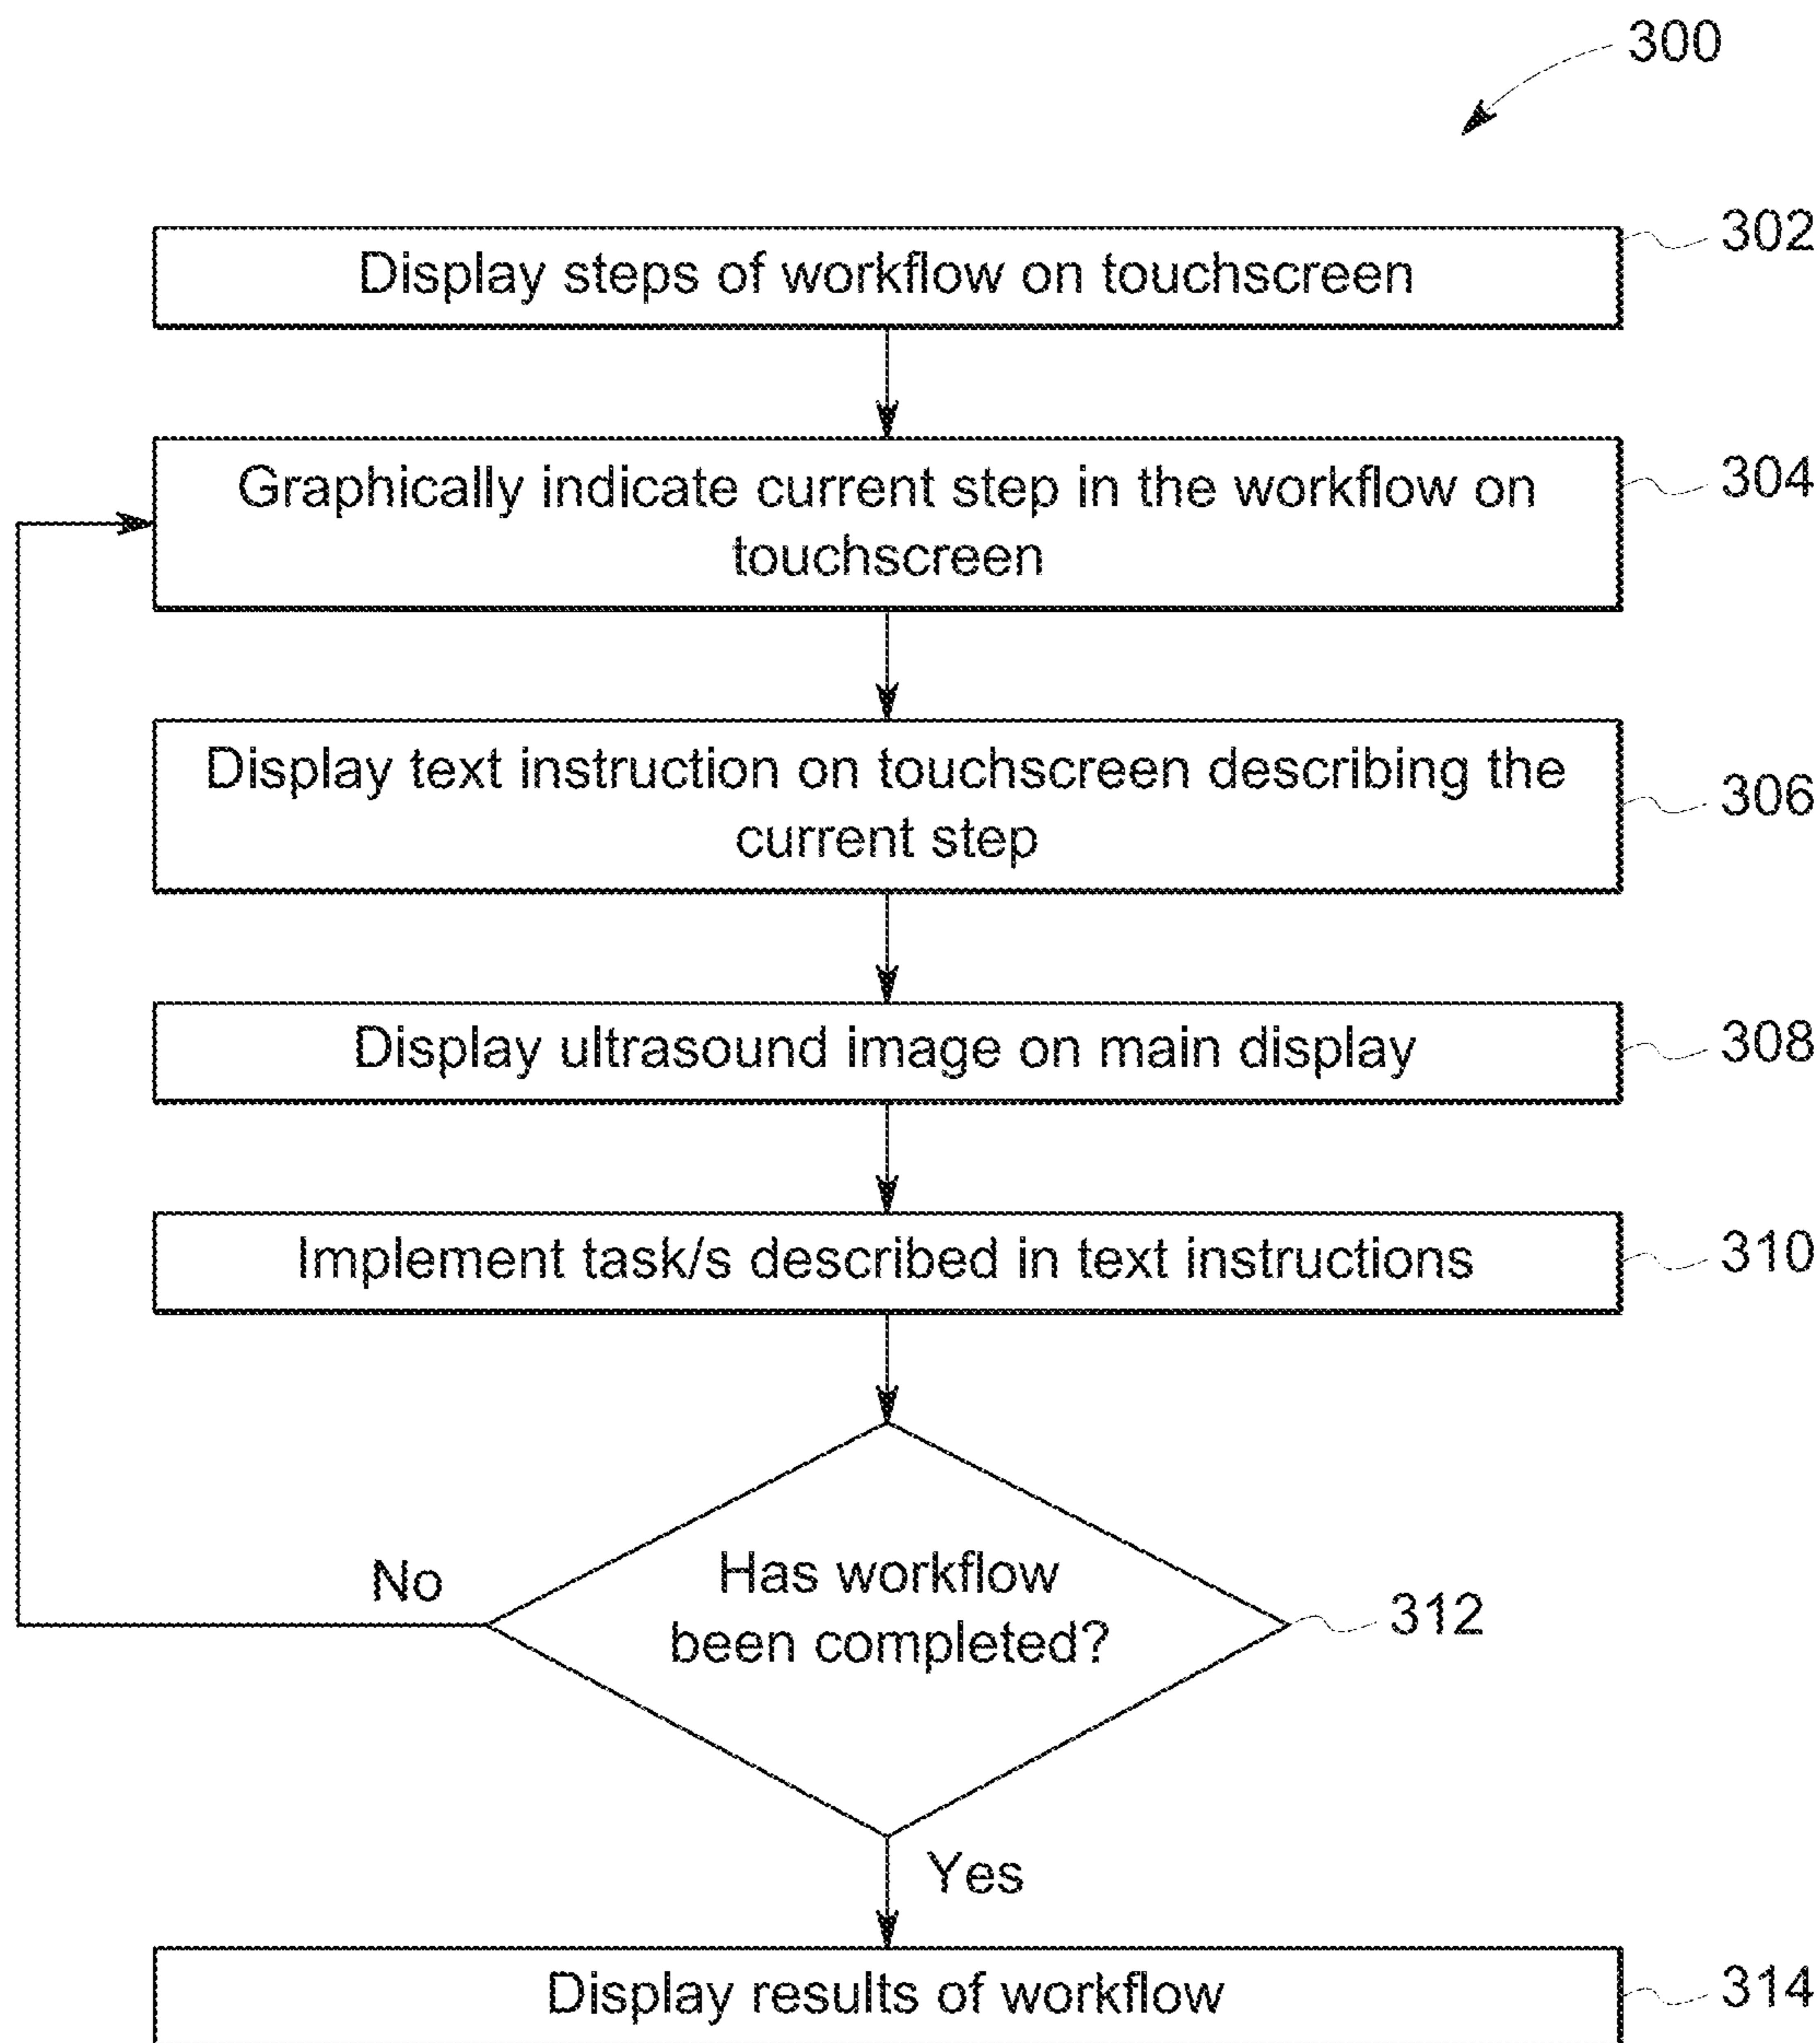 300
Display steps of workflow on touchscreen
302
Graphically indicate current step in the workflow on
touchscreen
304
Display text instruction on touchscreen describing the
current step
306
Display ultrasound image on main display
308
Implement task/s described in text instructions
310
Has workflow
been completed?
312
No
Yes
Display results of workflow
314